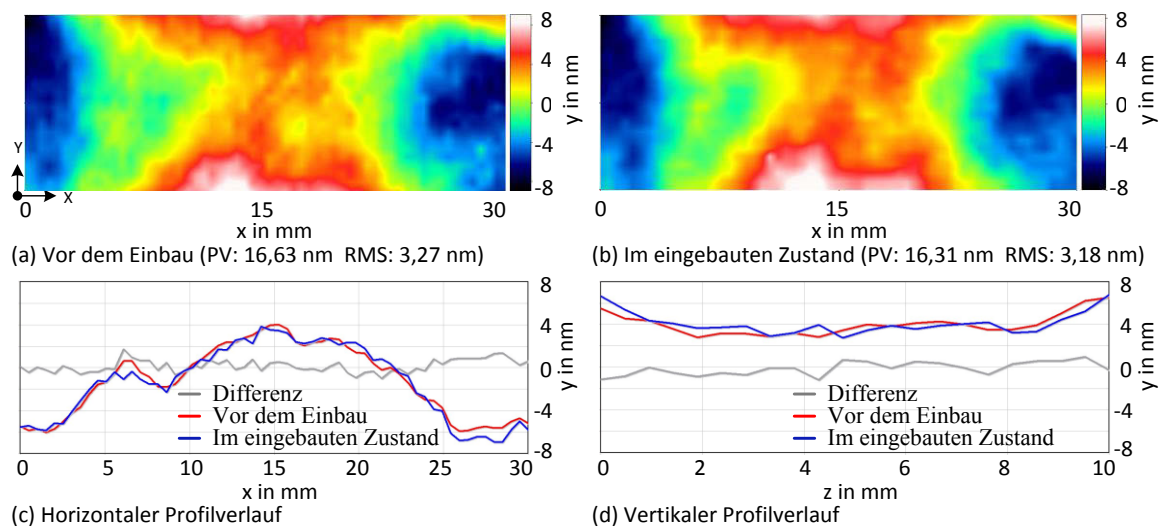 8
4
0
-4
-8
y in nm
Y
X
0
15
30
x in mm
(a) Vor dem Einbau (PV: 16,63 nm RMS: 3,27 nm)
8
4
0
-4
-8
y in nm
0
15
30
x in mm
(b) Im eingebauten Zustand (PV: 16,31 nm RMS: 3,18 nm)
8
4
0
-4
-8
y in nm
Differenz
Vor dem Einbau
Im eingebauten Zustand
0
5
10
15
20
25
30
x in mm
(c) Horizontaler Profilverlauf
8
4
0
-4
-8
y in nm
Differenz
Vor dem Einbau
Im eingebauten Zustand
0
2
4
6
8
10
z in mm
(d) Vertikaler Profilverlauf